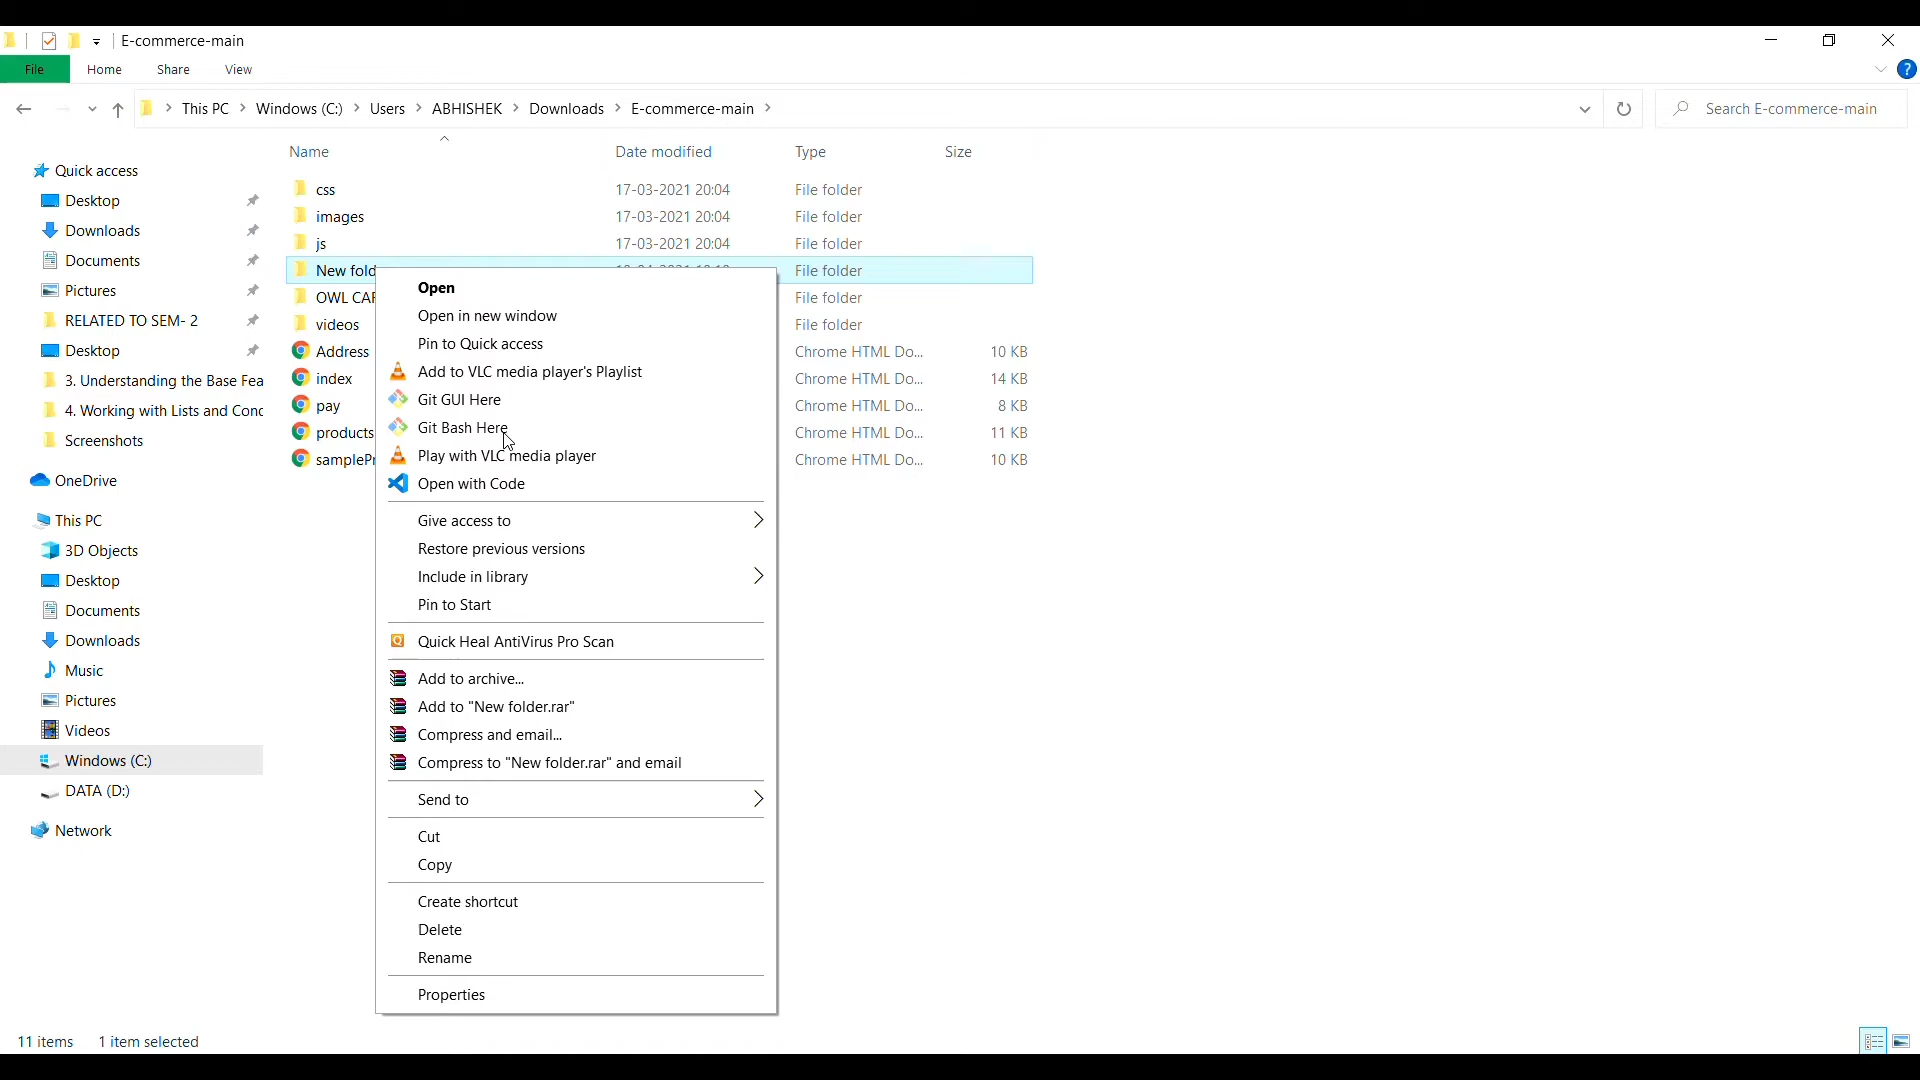 E-commerce-main
File Home Share View
This PC Windows (C:) Users ABHISHEK Downloads E-commerce-main
Search E-commerce-main
Name Date modified Type Size
Quick access
Desktop
Downloads
Documents
Pictures
RELATED TO SEM- 2
Desktop
3. Understanding the Base Fea
4. Working with Lists and Conc
Screenshots
OneDrive
This PC
3D Objects
Desktop
Documents
Downloads
Music
Pictures
Videos
Windows (C:)
DATA (D:)
Network
css 17-03-2021 20:04 File folder
images 17-03-2021 20:04 File folder
js 17-03-2021 20:04 File folder
New fold File folder
OWL CAR File folder
videos File folder
Address Chrome HTML Do... 10 KB
index Chrome HTML Do... 14 KB
pay Chrome HTML Do... 8 KB
products Chrome HTML Do... 11 KB
samplePr Chrome HTML Do... 10 KB
Open
Open in new window
Pin to Quick access
Add to VLC media player's Playlist
Git GUI Here
Git Bash Here
Play with VLC media player
Open with Code
Give access to
Restore previous versions
Include in library
Pin to Start
Quick Heal AntiVirus Pro Scan
Add to archive...
Add to "New folder.rar"
Compress and email...
Compress to "New folder.rar" and email
Send to
Cut
Copy
Create shortcut
Delete
Rename
Properties
11 items 1 item selected